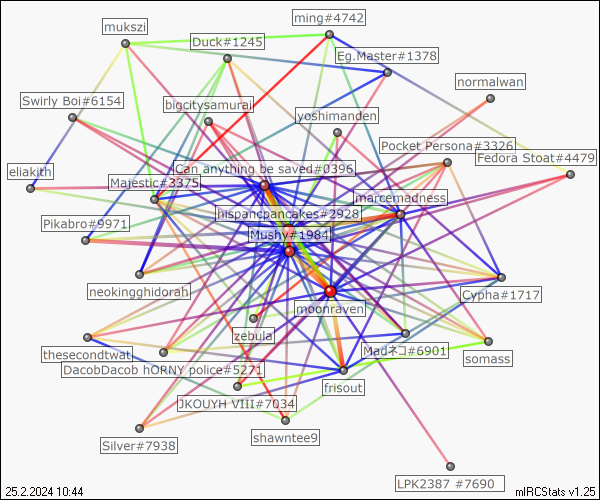 ming#4742
mukszi
Duck#1245
Eg.Master#1378
normalwan
Swirly Boi#6154
bigcitysamurai
yoshimanden
Pocket Persona#3326
Fedora Stoat#4479
eliakith
Can anything be saved#0396
Majestic#3375
marcemadness
hispancpancakes#2928
Pikabro#9971
Mushy#1984
neokingghidorah
Cypha#1717
moonraven
zebula
thesecondtwat
Madネコ#6901
somass
DacobDacob hORNY police#5271
frisout
JKOUYH VIII#7034
Silver#7938
shawntee9
LPK2387 #7690
25.2.2024 10:44
mIRCStats v1.25